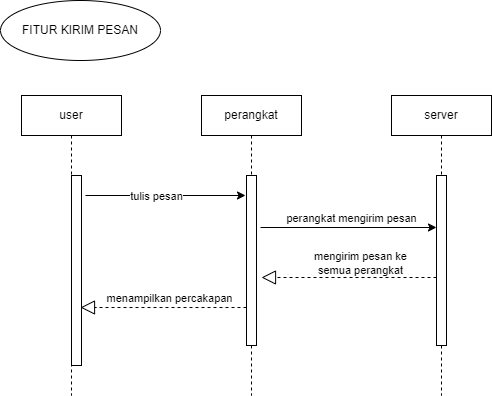 FITUR KIRIM PESAN
user
perangkat
server
tulis pesan
perangkat mengirim pesan
mengirim pesan ke
semua perangkat
menampilkan percakapan